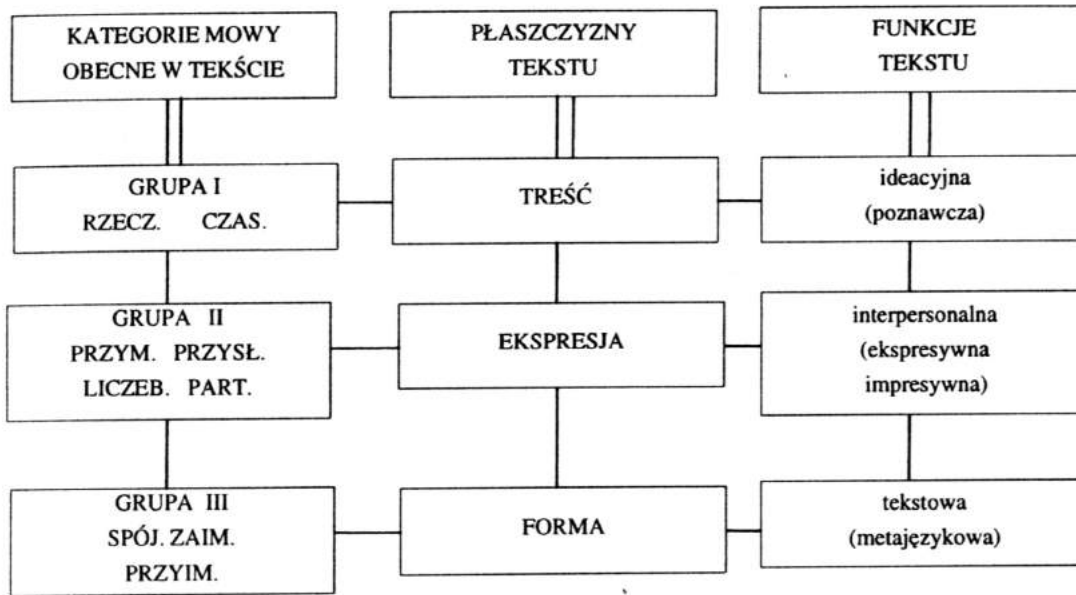 KATEGORIE MOWY
OBECNE W TEKŚCIE
PŁASZCZYZNY
TEKSTU
FUNKCJE
TEKSTU
GRUPA I
RZECZ. CZAS.
TREŚĆ
ideacyjna
(poznawcza)
GRUPA II
PRZYM. PRZYSŁ.
LICZEB. PART.
EKSPRESJA
interpersonalna
(ekspresywna
impresywna)
GRUPA III
SPÓJ. ZAIM.
PRZYIM.
FORMA
tekstowa
(metajęzykowa)